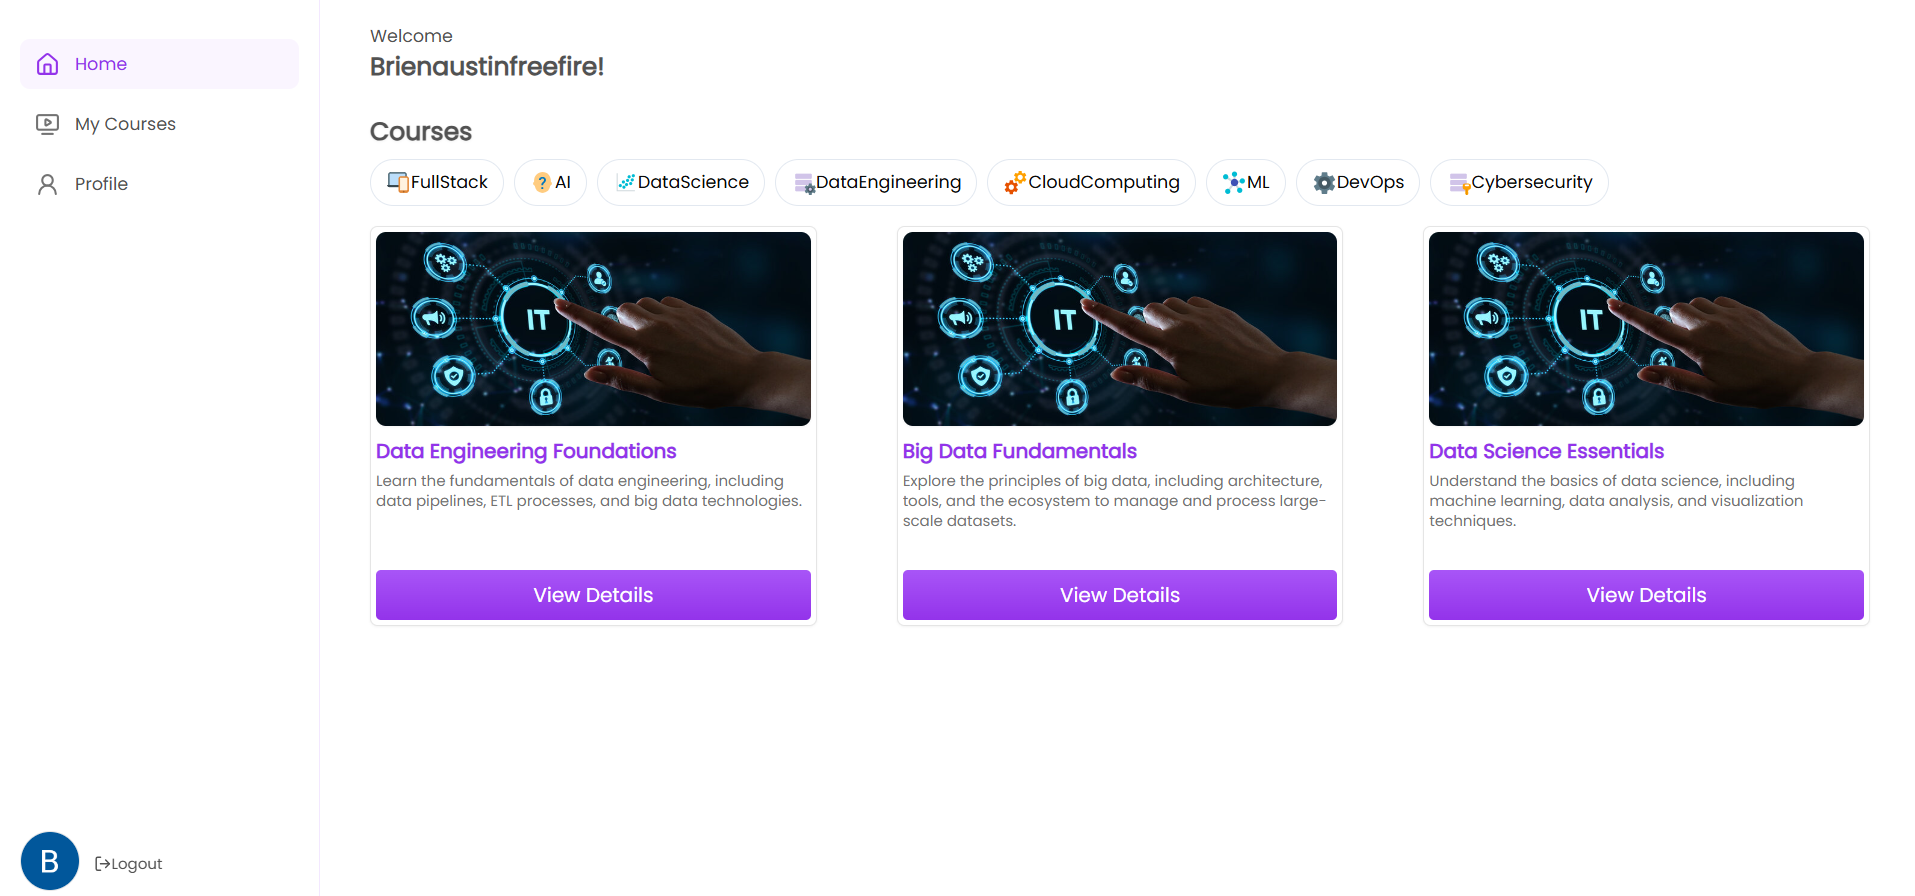 Home
My Courses
Profile
B
Logout
Welcome
Brienaustinfreefire!
Courses
FullStack
? AI
DataScience
DataEngineering
CloudComputing
ML
DevOps
Cybersecurity
IT
Data Engineering Foundations
Learn the fundamentals of data engineering, including
data pipelines, ETL processes, and big data technologies.
View Details
IT
Big Data Fundamentals
Explore the principles of big data, including architecture,
tools, and the ecosystem to manage and process large-
scale datasets.
View Details
IT
Data Science Essentials
Understand the basics of data science, including
machine learning, data analysis, and visualization
techniques.
View Details